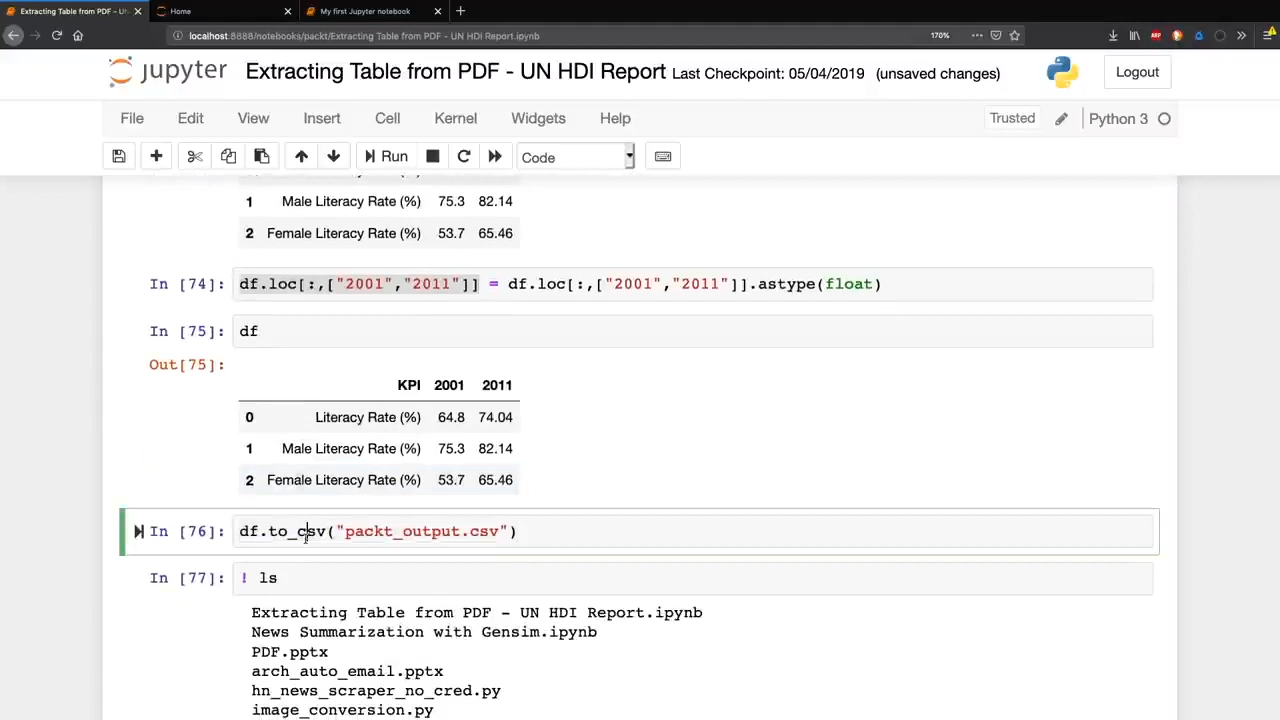 Extracting Table from PDF - UN
Home
My first Jupyter notebook
localhost:8888/notebooks/packt/Extracting Table from PDF - UN HDI Report.ipynb
170%
ABP
jupyter
Extracting Table from PDF - UN HDI Report Last Checkpoint: 05/04/2019 (unsaved changes)
Logout
File Edit View Insert Cell Kernel Widgets Help
Trusted
Python 3
Run
Code
1 Male Literacy Rate (%) 75.3 82.14
2 Female Literacy Rate (%) 53.7 65.46
In [74]: df.loc[:,["2001","2011"]] = df.loc[:,["2001","2011"]].astype(float)
In [75]: df
Out[75]:
KPI 2001 2011
0 Literacy Rate (%) 64.8 74.04
1 Male Literacy Rate (%) 75.3 82.14
2 Female Literacy Rate (%) 53.7 65.46
In [76]: df.to_csv("packt_output.csv")
In [77]: ! ls
Extracting Table from PDF - UN HDI Report.ipynb
News Summarization with Gensim.ipynb
PDF.pptx
arch_auto_email.pptx
hn_news_scraper_no_cred.py
image_conversion.py